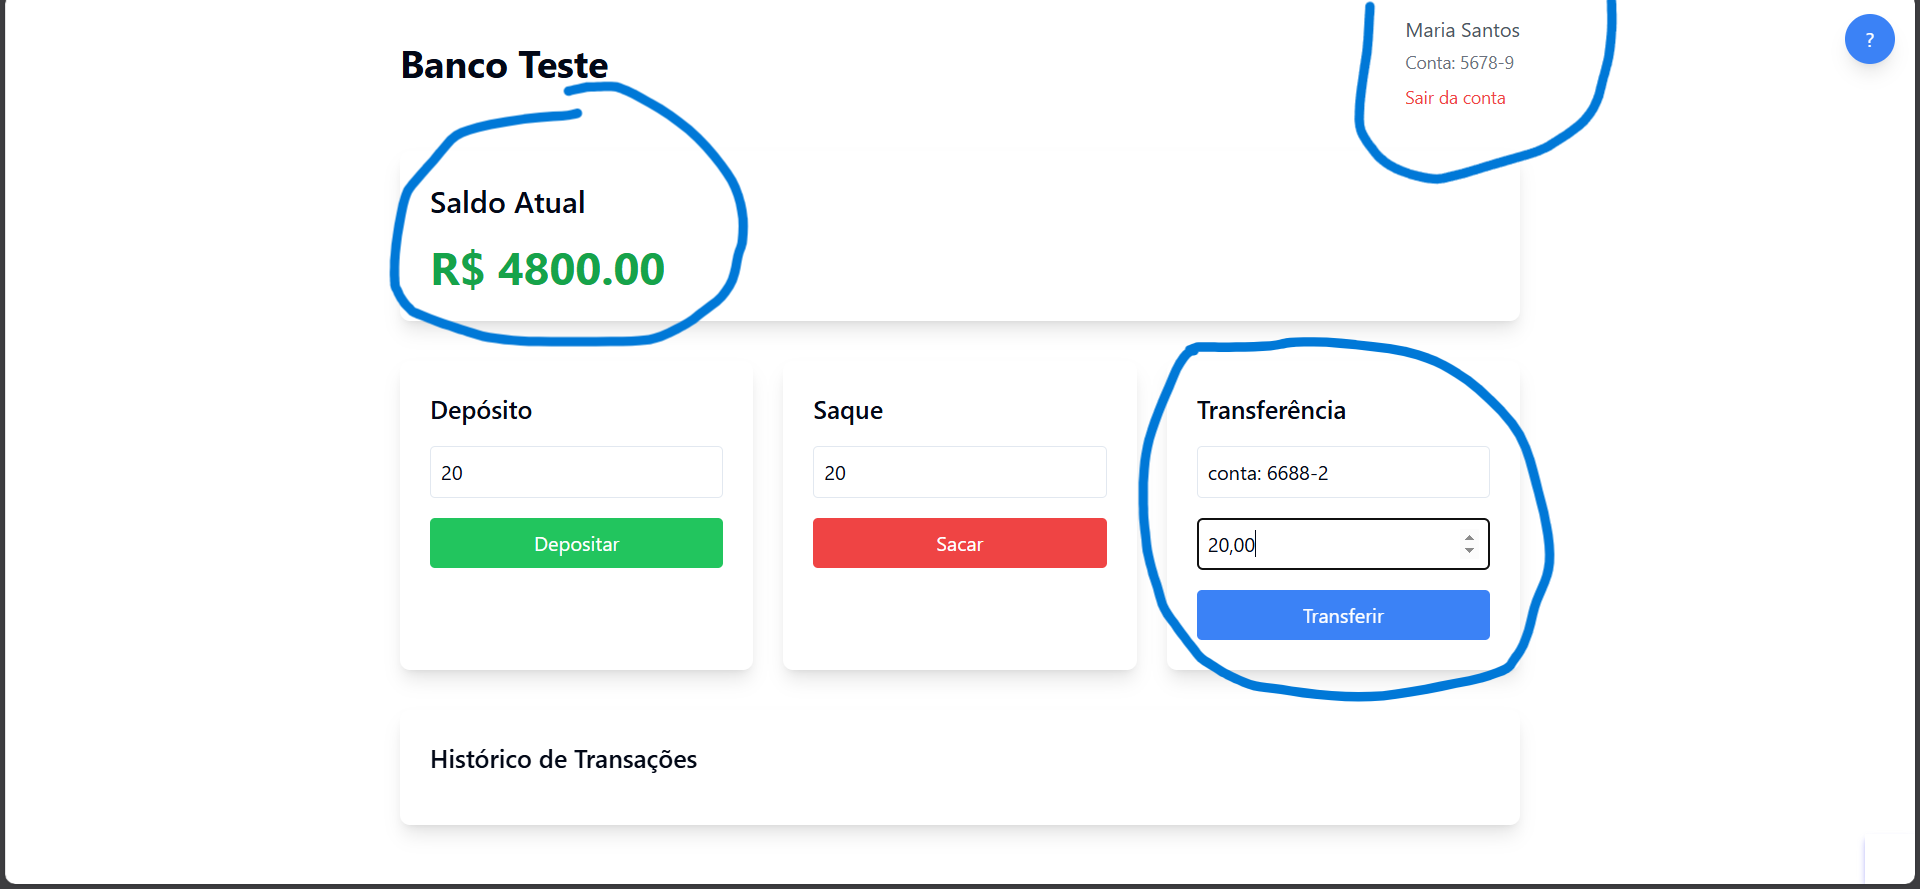 Banco Teste
Maria Santos
Conta: 5678-9
Sair da conta
?
Saldo Atual
R$ 4800.00
Depósito
20
Depositar
Saque
20
Sacar
Transferência
conta: 6688-2
20,00
Transferir
Histórico de Transações